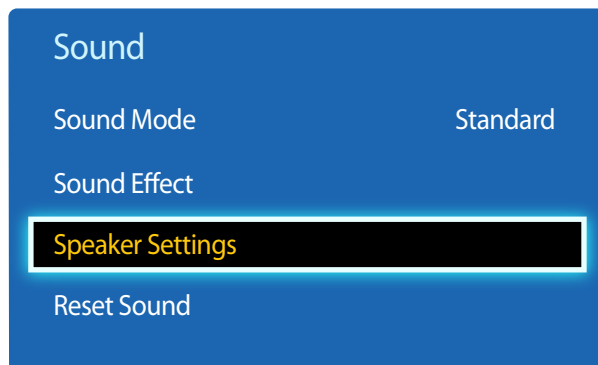 Sound
Sound Mode Standard
Sound Effect
Speaker Settings
Reset Sound